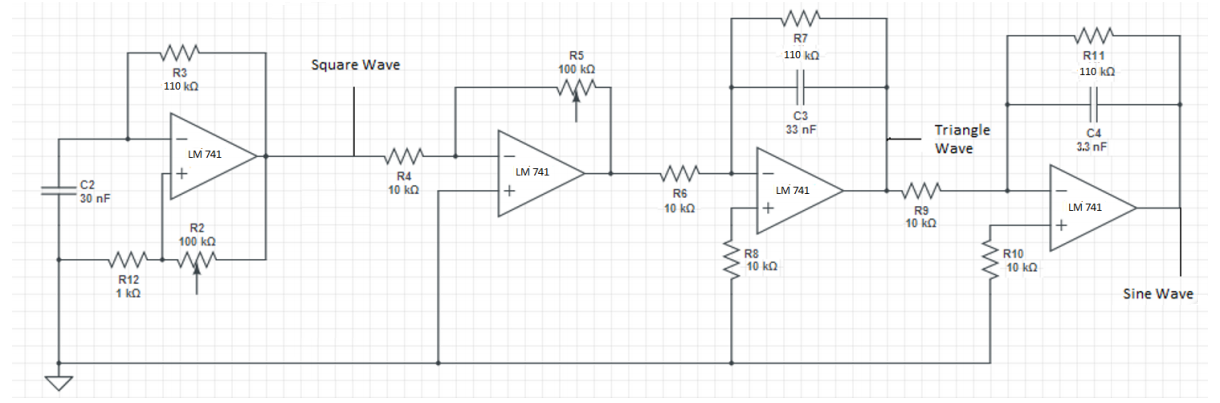 R3
110 kΩ
LM 741
C2
30 nF
R2
100 kΩ
R12
1 kΩ
Square Wave
R4
10 kΩ
R5
100 kΩ
LM 741
R6
10 kΩ
R7
110 kΩ
C3
33 nF
LM 741
R8
10 kΩ
Triangle
Wave
R9
10 kΩ
R11
110 kΩ
C4
3.3 nF
LM 741
R10
10 kΩ
Sine Wave